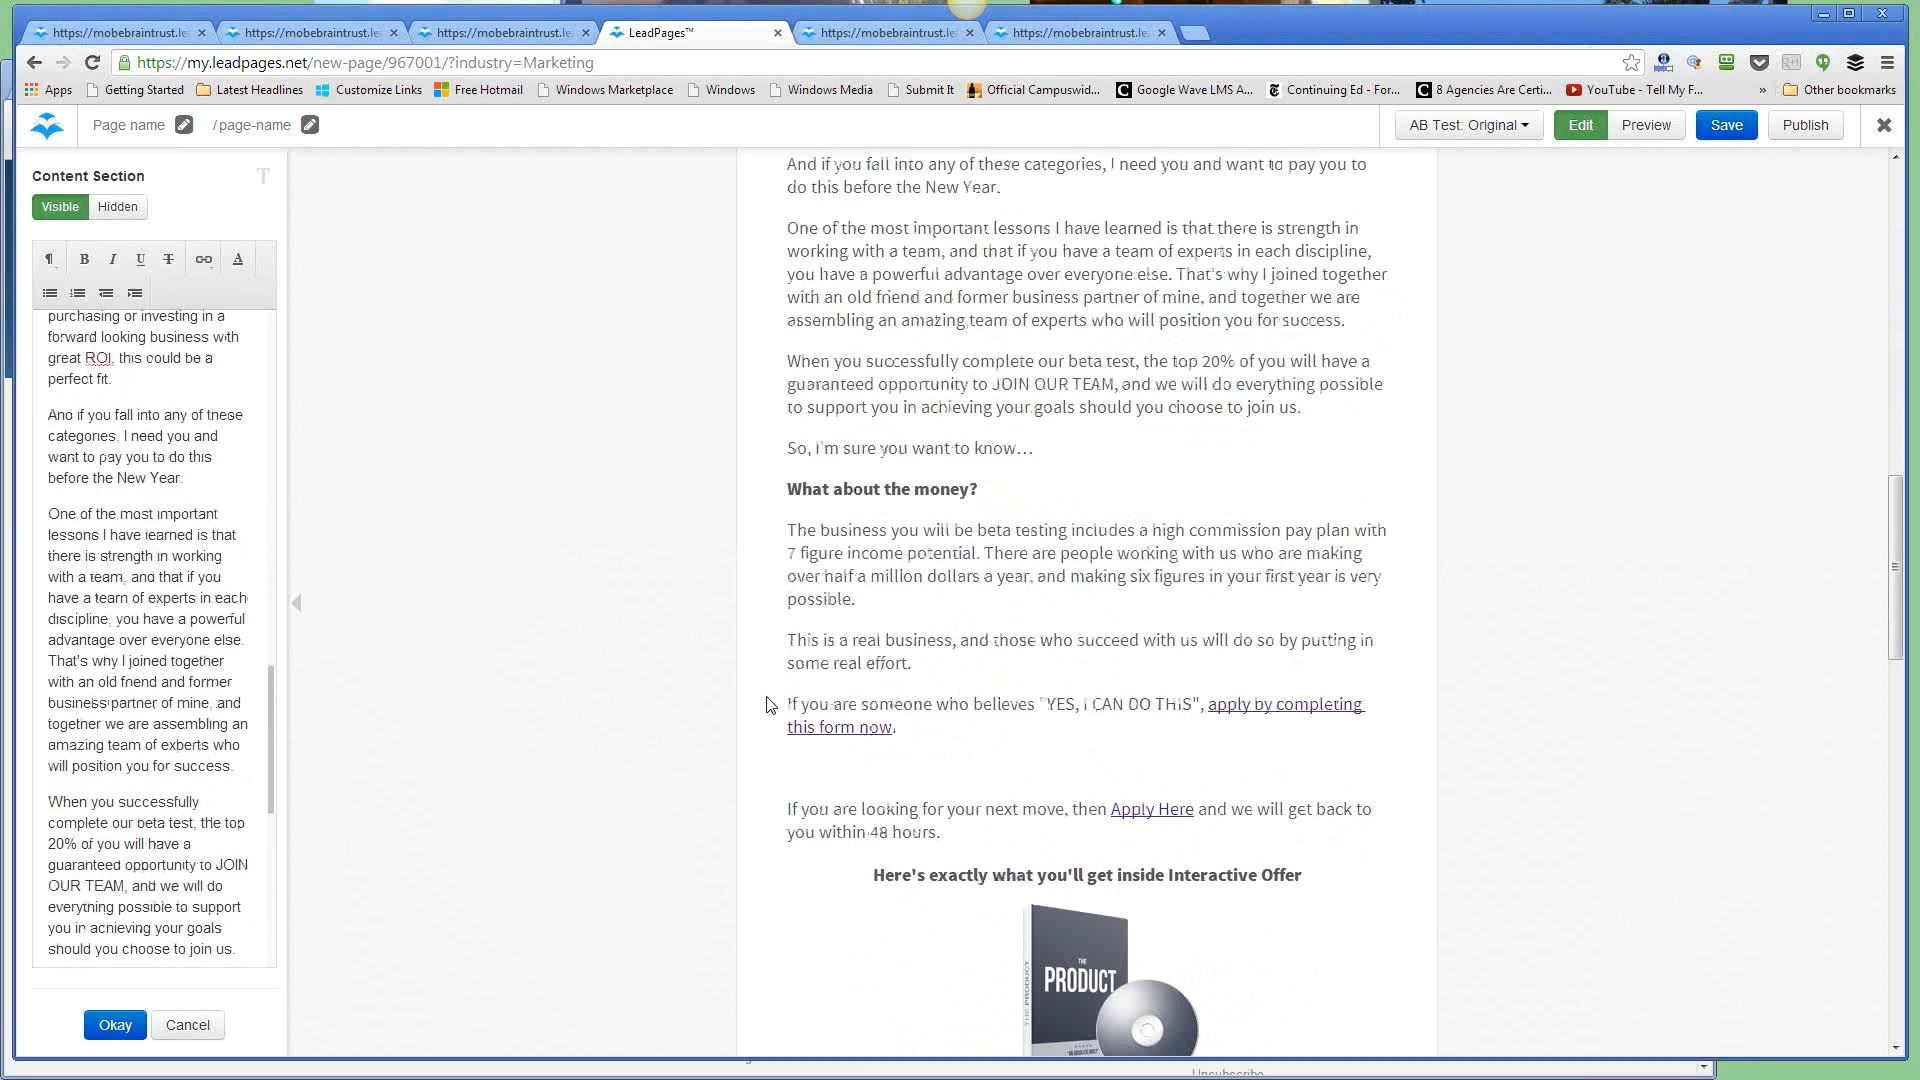 https://mobebraintrust.le
https://mobebraintrust.le
https://mobebraintrust.le
LeadPages™
https://mobebraintrust.le
https://mobebraintrust.le
https://my.leadpages.net/new-page/967001/?industry=Marketing
Apps
Getting Started
Latest Headlines
Customize Links
Free Hotmail
Windows Marketplace
Windows
Windows Media
Submit It
Official Campuswid...
Google Wave LMS A...
Continuing Ed - For...
8 Agencies Are Certi...
YouTube - Tell My F...
»
Other bookmarks
Page name
/page-name
AB Test: Original
Edit
Preview
Save
Publish
Content Section
Visible
Hidden
purchasing or investing in a
forward looking business with
great ROI, this could be a
perfect fit.
And if you fall into any of these
categories, I need you and
want to pay you to do this
before the New Year.
One of the most important
lessons I have learned is that
there is strength in working
with a team, and that if you
have a team of experts in each
discipline, you have a powerful
advantage over everyone else.
That's why I joined together
with an old friend and former
business partner of mine, and
together we are assembling an
amazing team of experts who
will position you for success.
When you successfully
complete our beta test, the top
20% of you will have a
guaranteed opportunity to JOIN
OUR TEAM, and we will do
everything possible to support
you in achieving your goals
should you choose to join us.
Okay
Cancel
And if you fall into any of these categories, I need you and want to pay you to
do this before the New Year.
One of the most important lessons I have learned is that there is strength in
working with a team, and that if you have a team of experts in each discipline,
you have a powerful advantage over everyone else. That's why I joined together
with an old friend and former business partner of mine, and together we are
assembling an amazing team of experts who will position you for success.
When you successfully complete our beta test, the top 20% of you will have a
guaranteed opportunity to JOIN OUR TEAM, and we will do everything possible
to support you in achieving your goals should you choose to join us.
So, I'm sure you want to know…
What about the money?
The business you will be beta testing includes a high commission pay plan with
7 figure income potential. There are people working with us who are making
over half a million dollars a year, and making six figures in your first year is very
possible.
This is a real business, and those who succeed with us will do so by putting in
some real effort.
If you are someone who believes "YES, I CAN DO THIS", apply by completing
this form now.
If you are looking for your next move, then Apply Here and we will get back to
you within 48 hours.
Here's exactly what you'll get inside Interactive Offer
THE
PRODUCT
THE PRODUCT
Unsubscribe